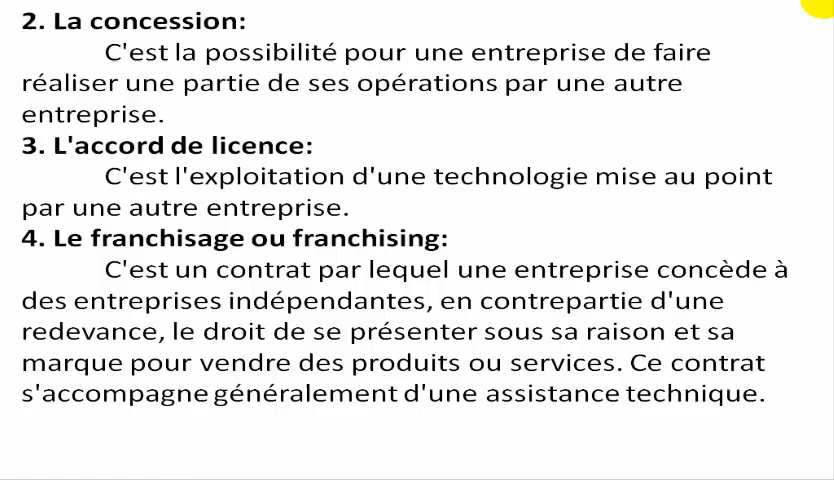 2. La concession:
C'est la possibilité pour une entreprise de faire
réaliser une partie de ses opérations par une autre
entreprise.
3. L'accord de licence:
C'est l'exploitation d'une technologie mise au point
par une autre entreprise.
4. Le franchisage ou franchising:
C'est un contrat par lequel une entreprise concède à
des entreprises indépendantes, en contrepartie d'une
redevance, le droit de se présenter sous sa raison et sa
marque pour vendre des produits ou services. Ce contrat
s'accompagne généralement d'une assistance technique.